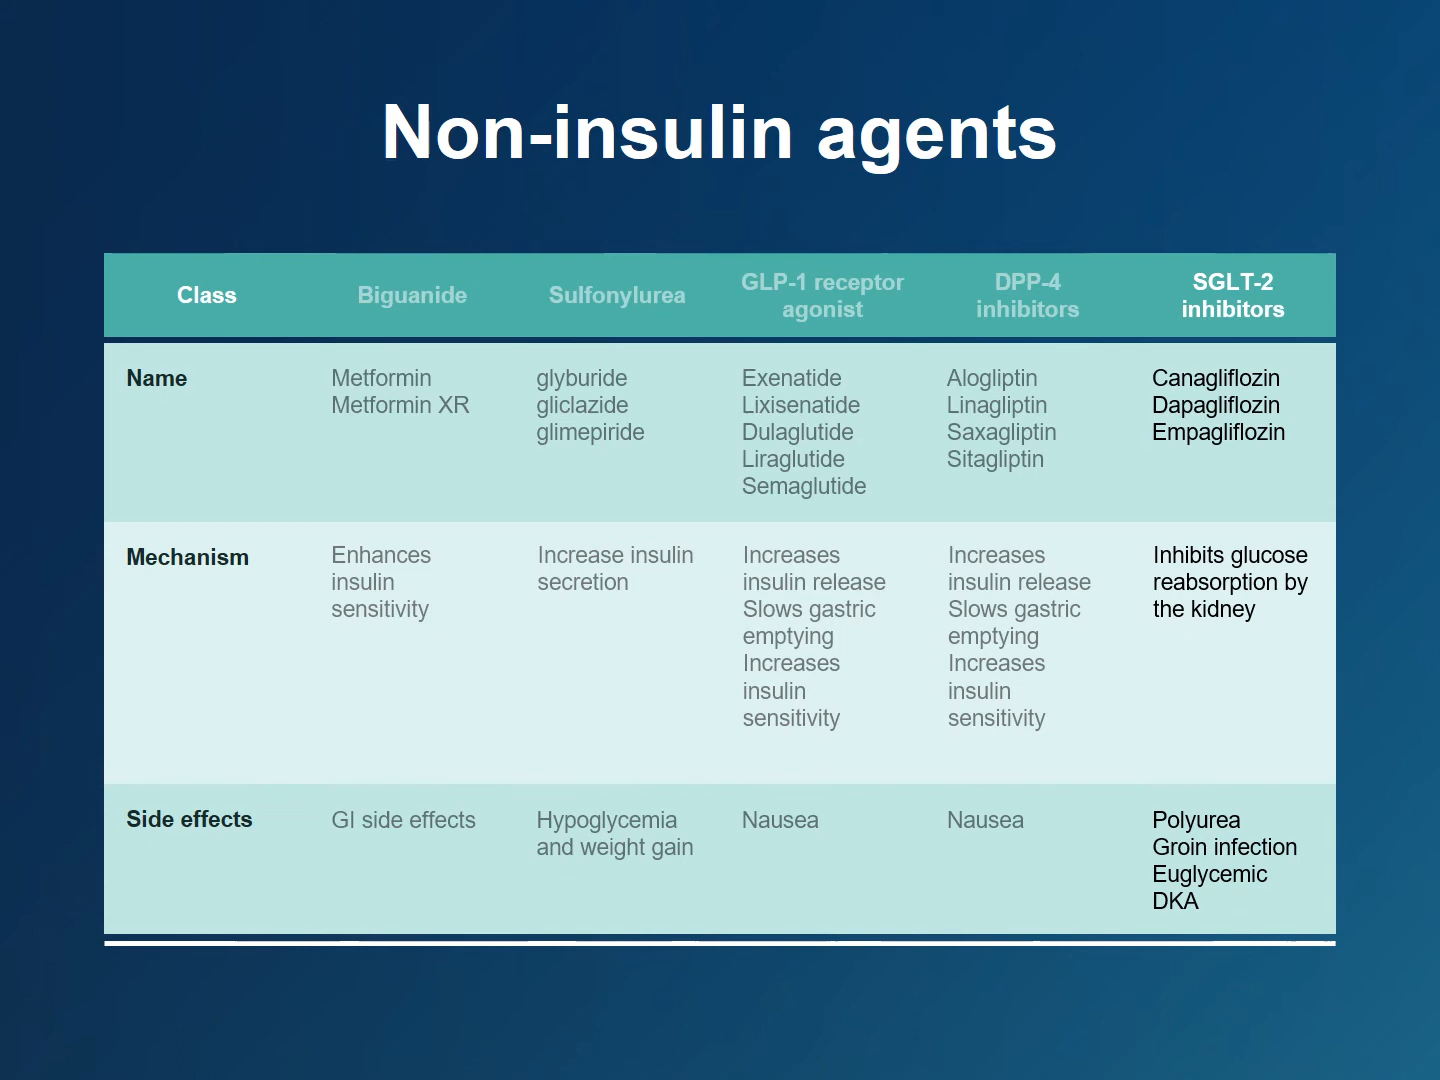 Non-insulin agents
Class
Biguanide
Sulfonylurea
GLP-1 receptor
agonist
DPP-4
inhibitors
SGLT-2
inhibitors
Name
Metformin
Metformin XR
glyburide
gliclazide
glimepiride
Exenatide
Lixisenatide
Dulaglutide
Liraglutide
Semaglutide
Alogliptin
Linagliptin
Saxagliptin
Sitagliptin
Canagliflozin
Dapagliflozin
Empagliflozin
Mechanism
Enhances
insulin
sensitivity
Increase insulin
secretion
Increases
insulin release
Slows gastric
emptying
Increases
insulin
sensitivity
Increases
insulin release
Slows gastric
emptying
Increases
insulin
sensitivity
Inhibits glucose
reabsorption by
the kidney
Side effects
GI side effects
Hypoglycemia
and weight gain
Nausea
Nausea
Polyurea
Groin infection
Euglycemic
DKA